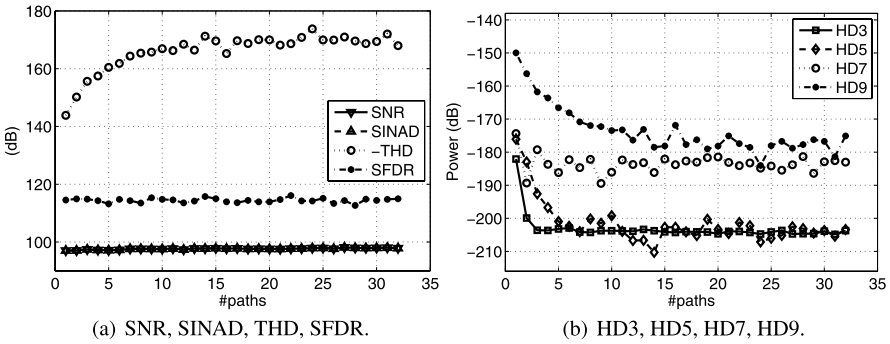 180
160
140
120
100
(dB)
SNR
SINAD
-THD
SFDR
0 5 10 15 20 25 30 35
#paths
(a) SNR, SINAD, THD, SFDR.
−140
−150
−160
−170
−180
−190
−200
−210
Power (dB)
HD3
HD5
HD7
HD9
0 5 10 15 20 25 30 35
#paths
(b) HD3, HD5, HD7, HD9.